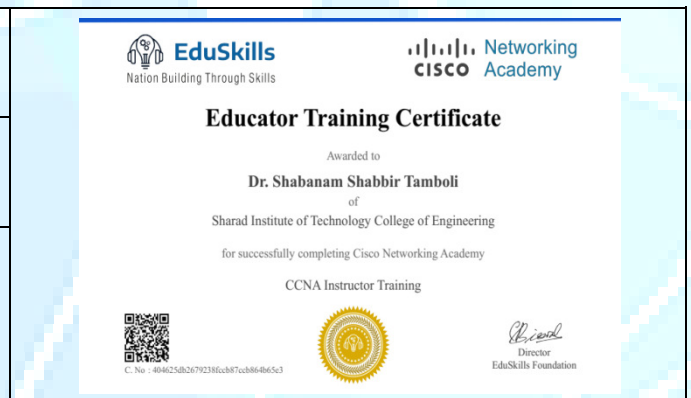 EduSkills
Nation Building Through Skills
CISCO Networking Academy
Educator Training Certificate
Awarded to
Dr. Shabanam Shabbir Tamboli
of
Sharad Institute of Technology College of Engineering
for successfully completing Cisco Networking Academy
CCNA Instructor Training
C. No : 404625db2679238fccb87ccb864b65e3
Director
EduSkills Foundation